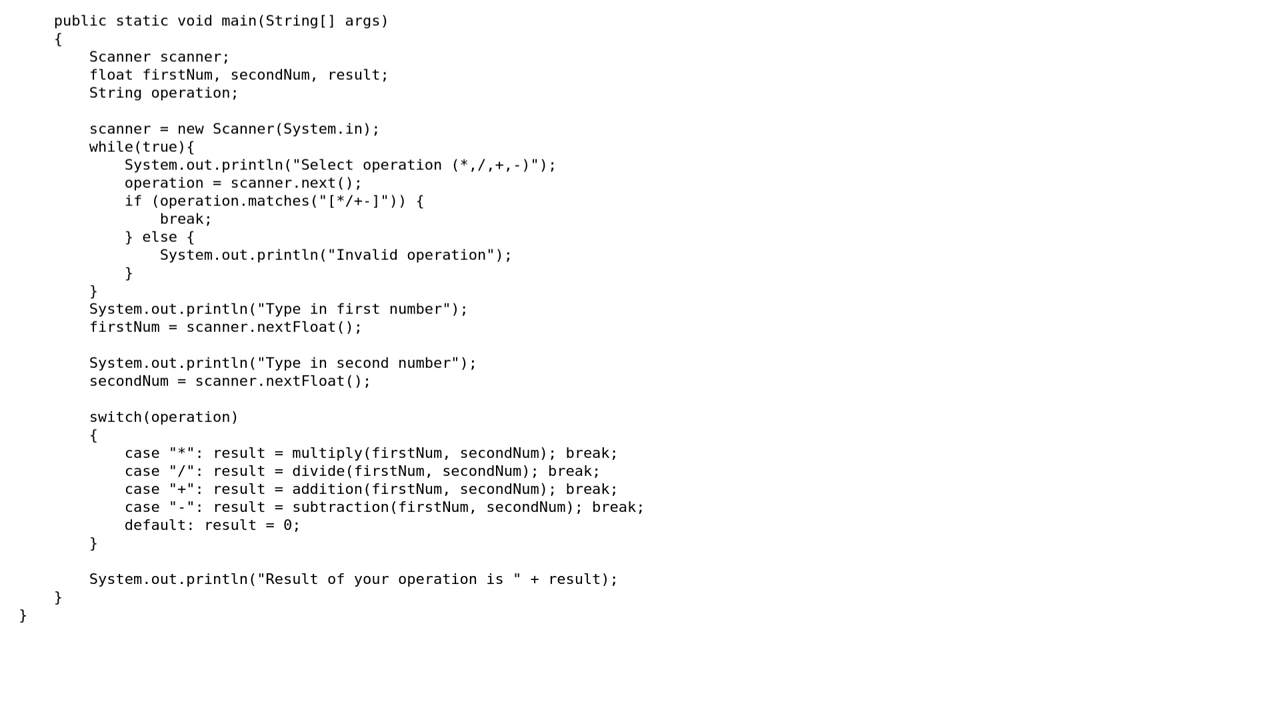 public static void main(String[] args)
{
Scanner scanner;
float firstNum, secondNum, result;
String operation;
scanner = new Scanner(System.in);
while(true){
System.out.println("Select operation (*,/,+,-)");
operation = scanner.next();
if (operation.matches("[*/+-]")) {
break;
} else {
System.out.println("Invalid operation");
}
}
System.out.println("Type in first number");
firstNum = scanner.nextFloat();
System.out.println("Type in second number");
secondNum = scanner.nextFloat();
switch(operation)
{
case "*": result = multiply(firstNum, secondNum); break;
case "/": result = divide(firstNum, secondNum); break;
case "+": result = addition(firstNum, secondNum); break;
case "-": result = subtraction(firstNum, secondNum); break;
default: result = 0;
}
System.out.println("Result of your operation is " + result);
}
}